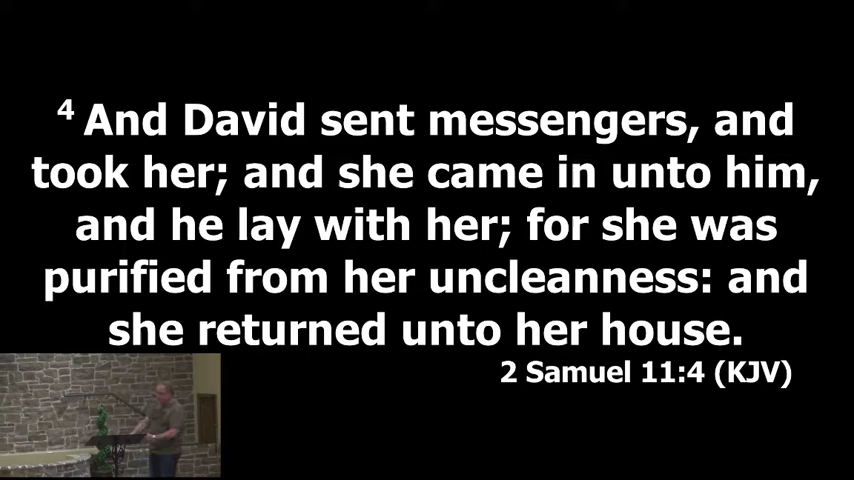 4 And David sent messengers, and
took her; and she came in unto him,
and he lay with her; for she was
purified from her uncleanness: and
she returned unto her house.
2 Samuel 11:4 (KJV)